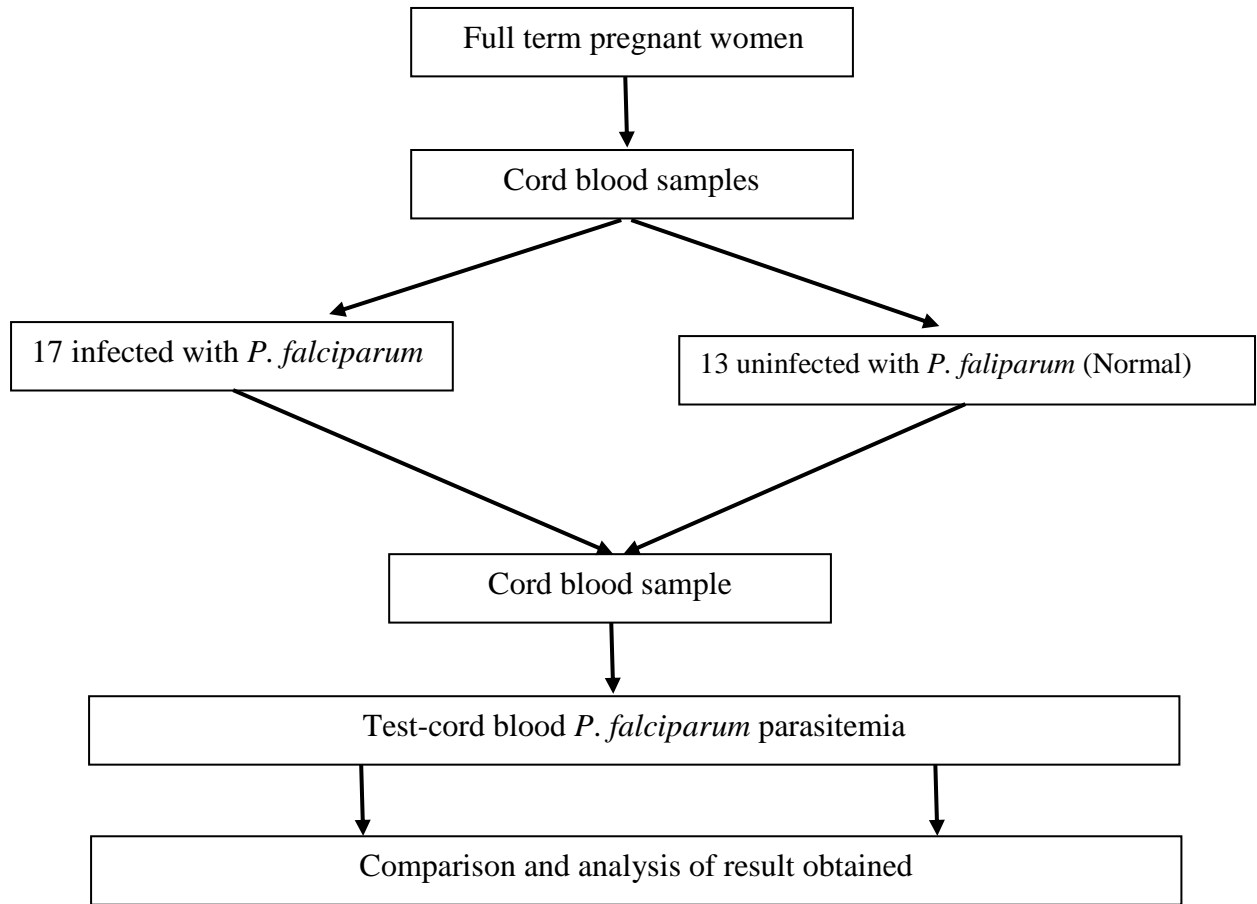 Full term pregnant women
Cord blood samples
17 infected with P. falciparum
13 uninfected with P. faliparum (Normal)
Cord blood sample
Test-cord blood P. falciparum parasitemia
Comparison and analysis of result obtained